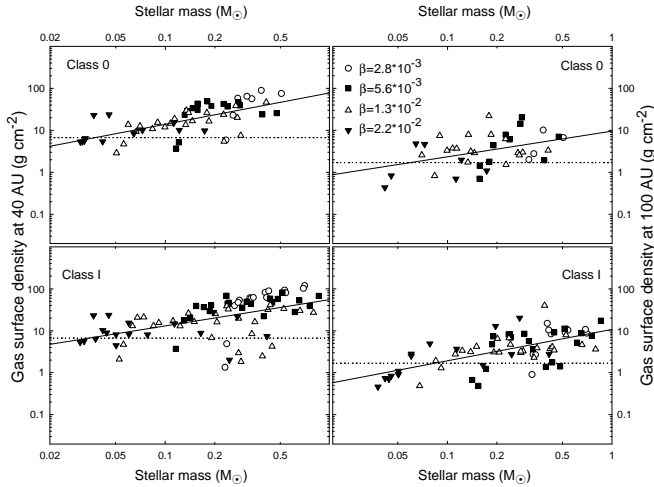 Stellar mass (M☉)
Stellar mass (M☉)
0.02 0.05 0.1 0.2 0.5
0.05 0.1 0.2 0.5 1
Class 0
Class 0
β=2.8*10^-3
β=5.6*10^-3
β=1.3*10^-2
β=2.2*10^-2
100
10
1
0.1
100
10
1
0.1
Gas surface density at 40 AU (g cm^-2)
Gas surface density at 100 AU (g cm^-2)
Class I
Class I
100
10
1
0.1
100
10
1
0.1
0.02 0.05 0.1 0.2 0.5
0.05 0.1 0.2 0.5 1
Stellar mass (M☉)
Stellar mass (M☉)